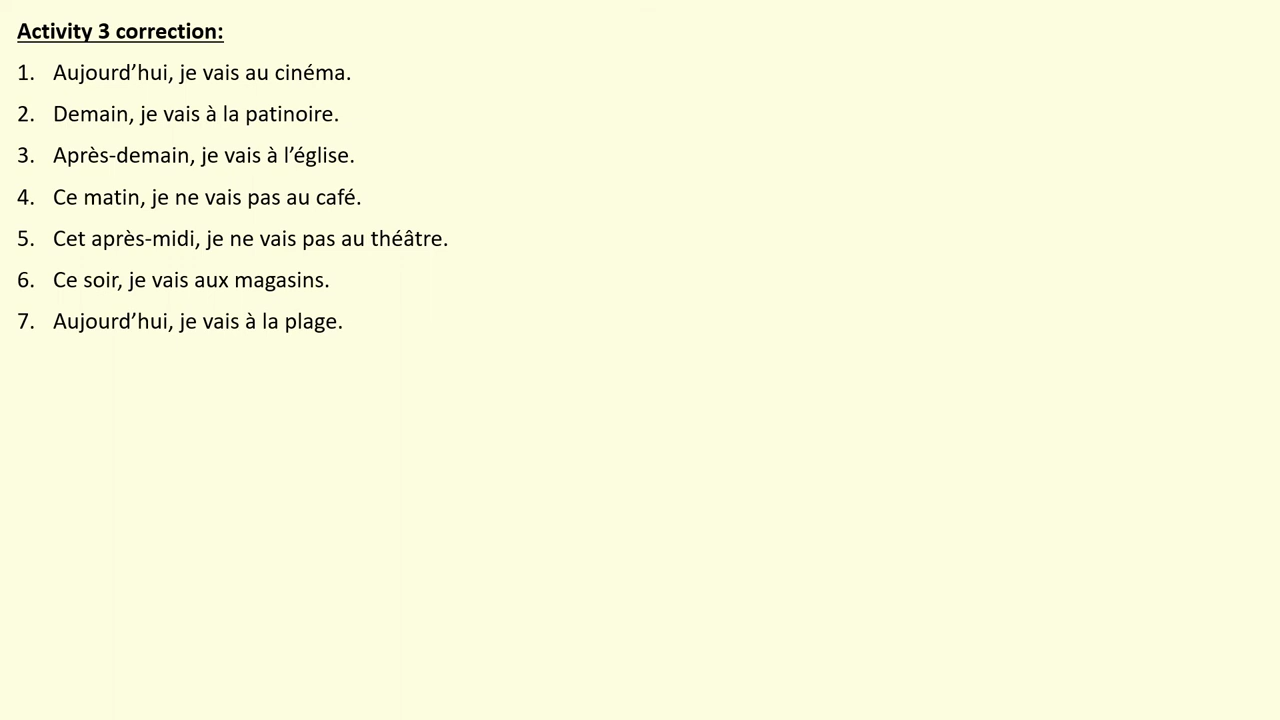 Activity 3 correction:
1. Aujourd’hui, je vais au cinéma.
2. Demain, je vais à la patinoire.
3. Après-demain, je vais à l’église.
4. Ce matin, je ne vais pas au café.
5. Cet après-midi, je ne vais pas au théâtre.
6. Ce soir, je vais aux magasins.
7. Aujourd’hui, je vais à la plage.